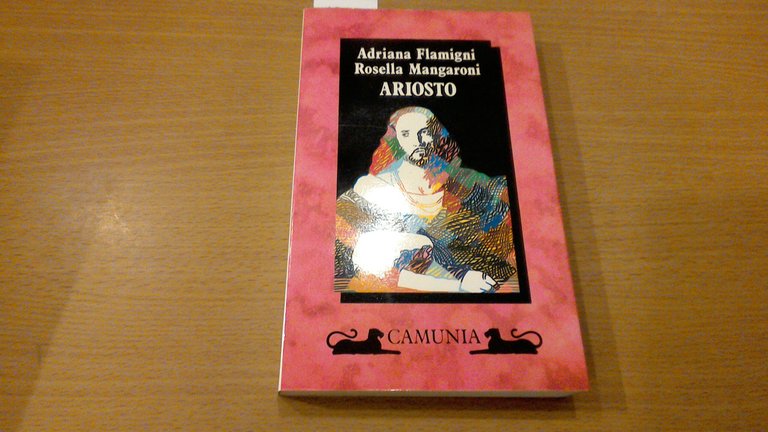 Adriana Flamigni
Rosella Mangaroni
ARIOSTO
CAMUNIA